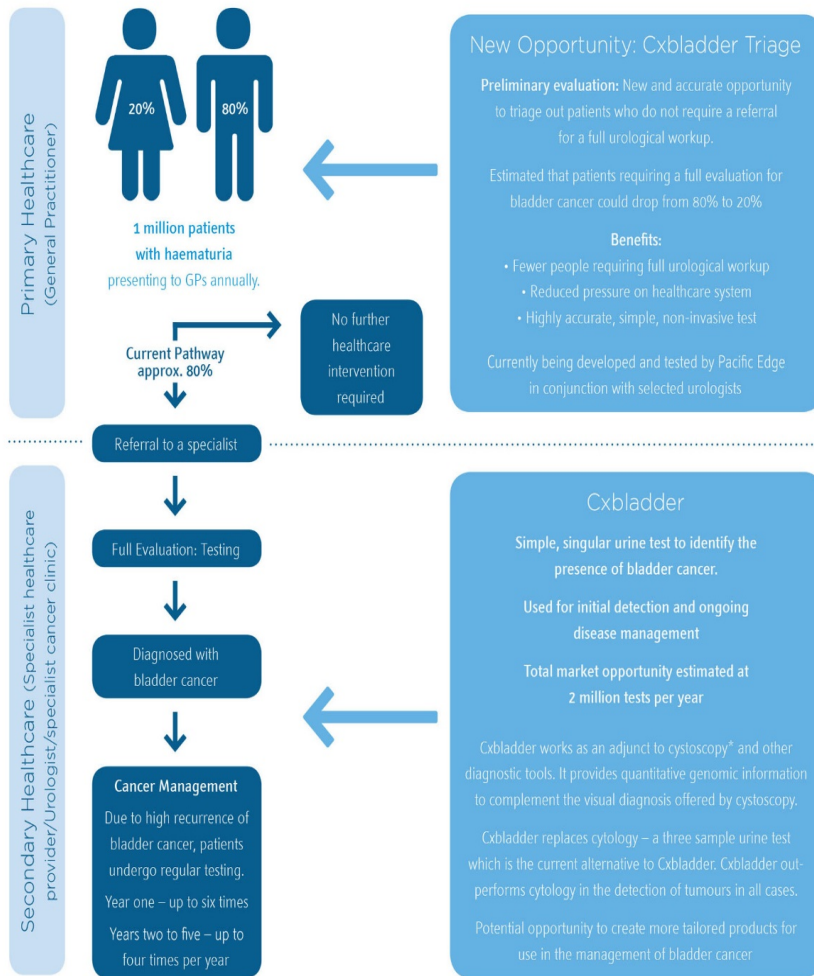 Primary Healthcare
(General Practitioner)
20%
80%
1 million patients
with haematuria
presenting to GPs annually.
Current Pathway
approx. 80%
No further
healthcare
intervention
required
New Opportunity: Cxbladder Triage
Preliminary evaluation: New and accurate opportunity
to triage out patients who do not require a referral
for a full urological workup.
Estimated that patients requiring a full evaluation for
bladder cancer could drop from 80% to 20%
Benefits:
• Fewer people requiring full urological workup
• Reduced pressure on healthcare system
• Highly accurate, simple, non-invasive test
Currently being developed and tested by Pacific Edge
in conjunction with selected urologists
Secondary Healthcare (Specialist healthcare
provider/Urologist/specialist cancer clinic)
Referral to a specialist
Full Evaluation: Testing
Diagnosed with
bladder cancer
Cancer Management
Due to high recurrence of
bladder cancer, patients
undergo regular testing.
Year one – up to six times
Years two to five – up to
four times per year
Cxbladder
Simple, singular urine test to identify the
presence of bladder cancer.
Used for initial detection and ongoing
disease management
Total market opportunity estimated at
2 million tests per year
Cxbladder works as an adjunct to cystoscopy* and other
diagnostic tools. It provides quantitative genomic information
to complement the visual diagnosis offered by cystoscopy.
Cxbladder replaces cytology – a three sample urine test
which is the current alternative to Cxbladder. Cxbladder out-
performs cytology in the detection of tumours in all cases.
Potential opportunity to create more tailored products for
use in the management of bladder cancer